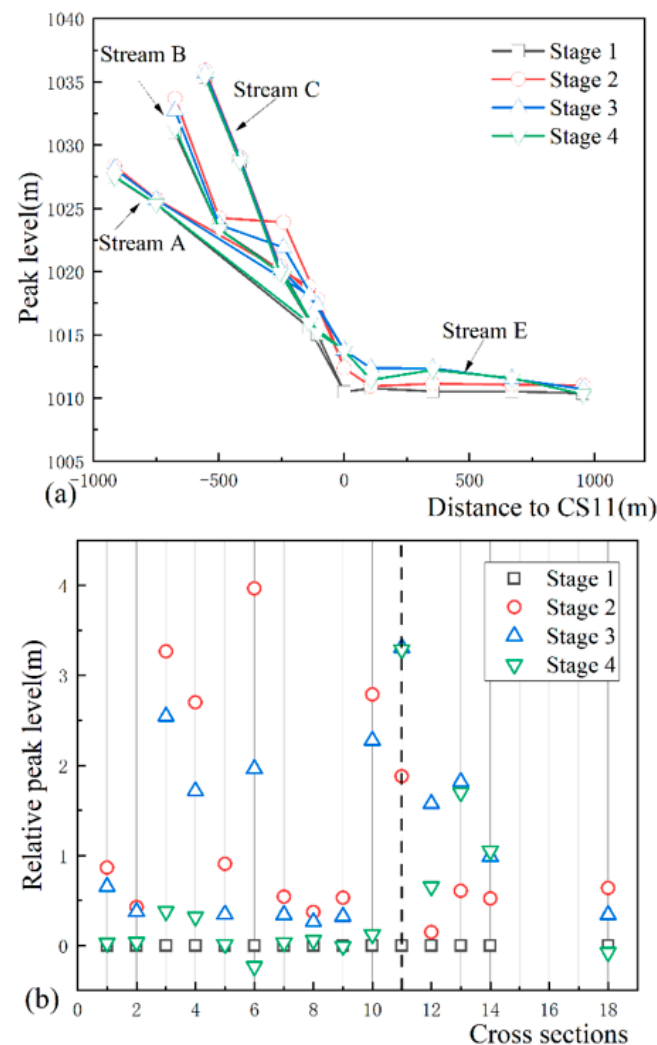 1040
1035
1030
1025
1020
1015
1010
1005
Peak level(m)
Stream B
Stream C
Stream A
Stream E
Stage 1
Stage 2
Stage 3
Stage 4
-1000 -500 0 500 1000
(a)
Distance to CS11(m)
4
3
2
1
0
Relative peak level(m)
Stage 1
Stage 2
Stage 3
Stage 4
0 2 4 6 8 10 12 14 16 18
(b)
Cross sections